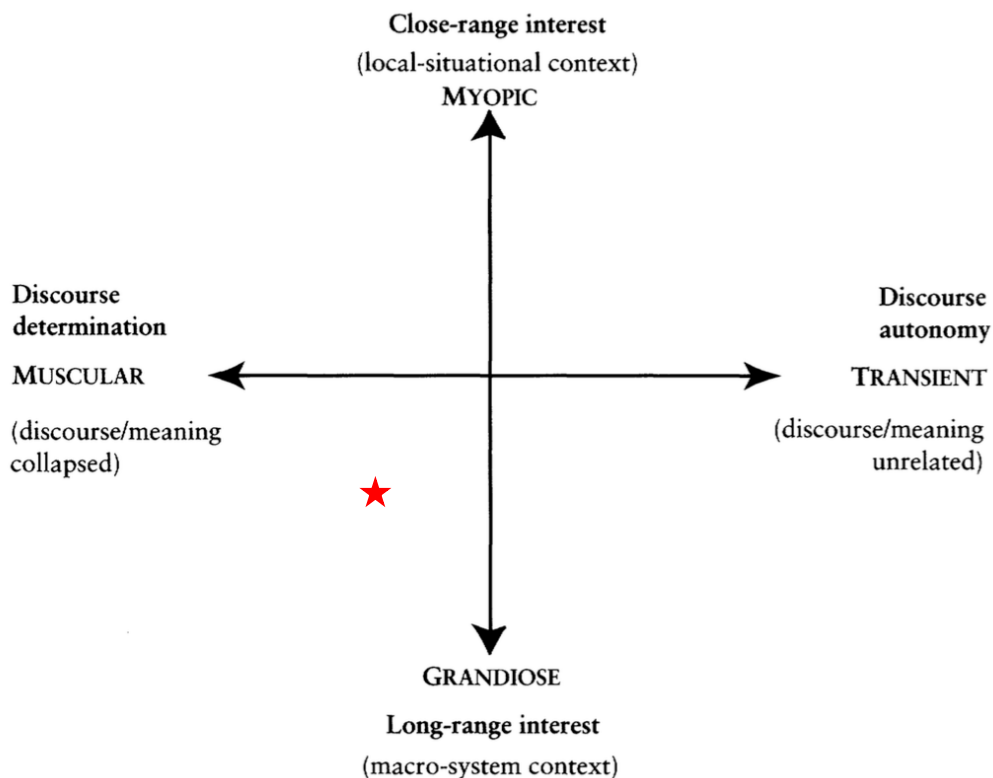 Close-range interest
(local-situational context)
MYOPIC
Discourse
determination
MUSCULAR
(discourse/meaning
collapsed)
Discourse
autonomy
TRANSIENT
(discourse/meaning
unrelated)
GRANDIOSE
Long-range interest
(macro-system context)